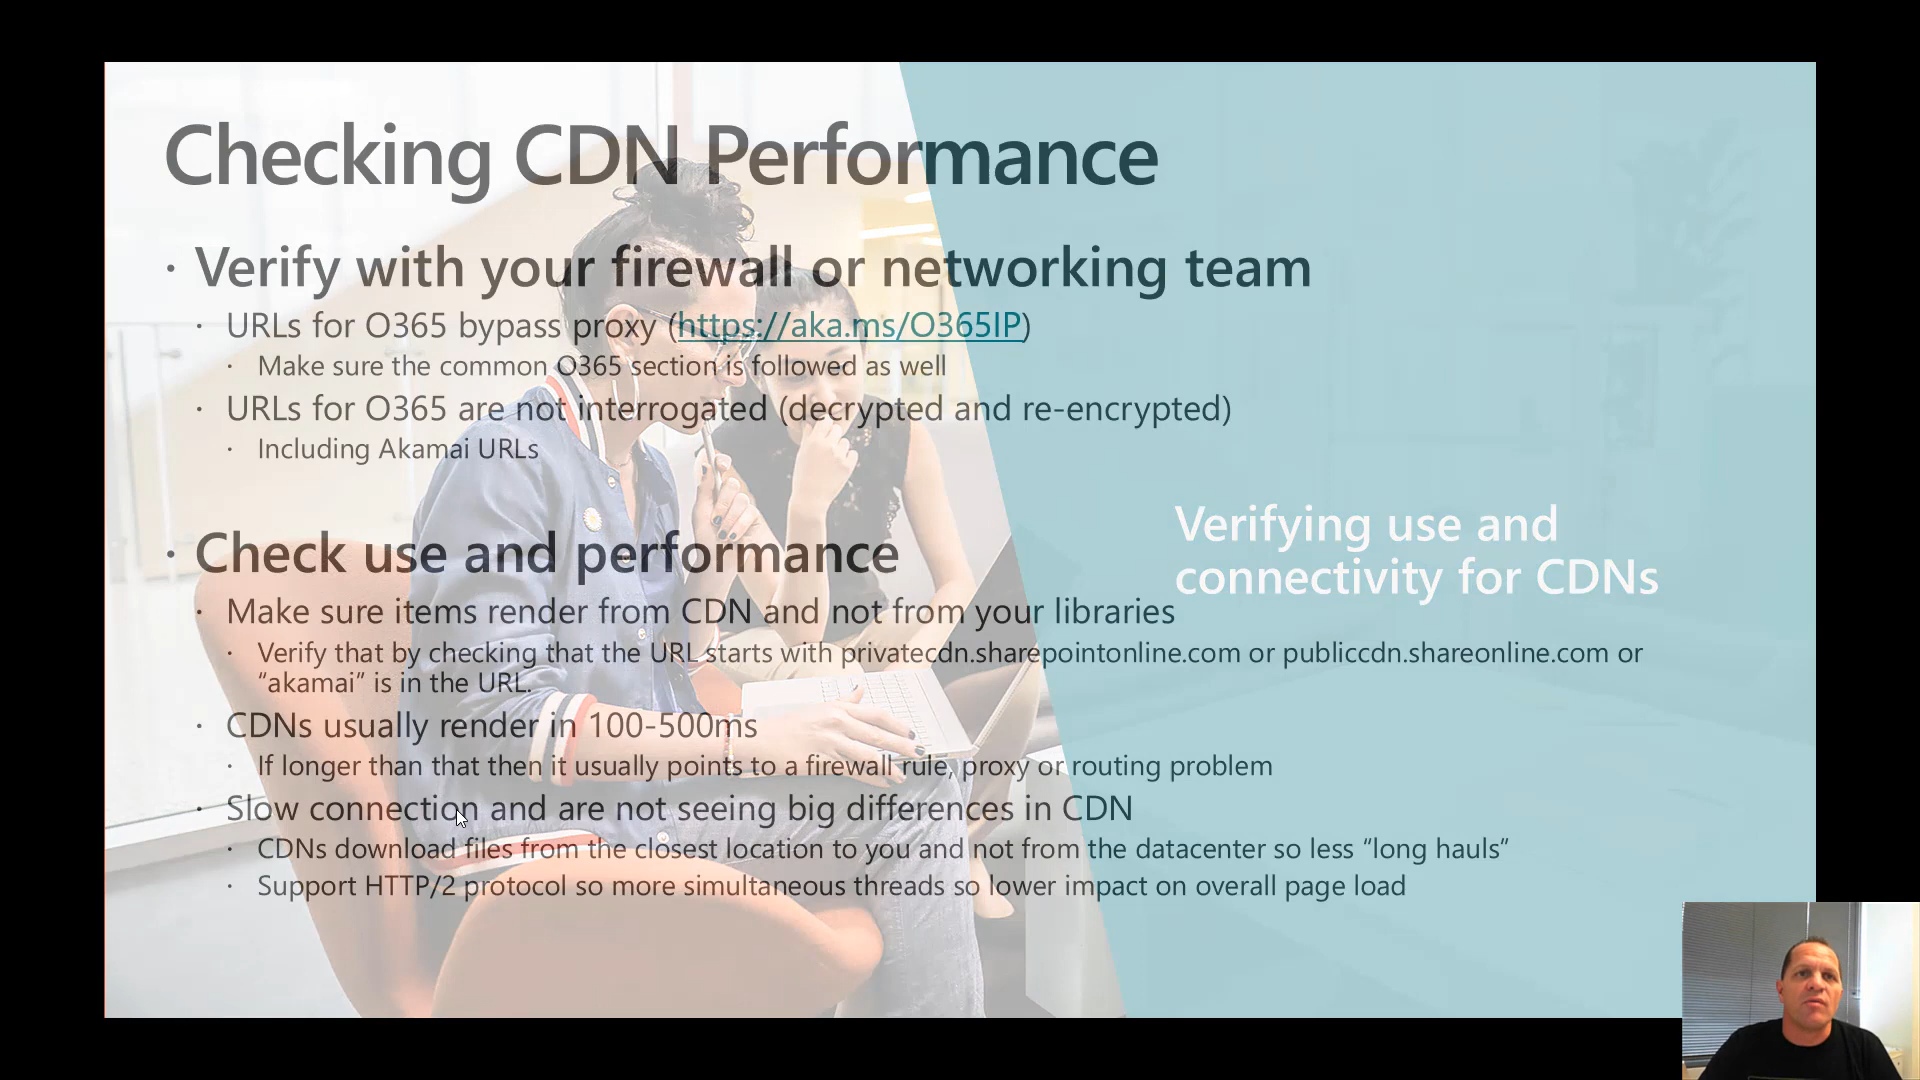 Checking CDN Performance
· Verify with your firewall or networking team
· URLs for O365 bypass proxy (https://aka.ms/O365IP)
· Make sure the common O365 section is followed as well
· URLs for O365 are not interrogated (decrypted and re-encrypted)
· Including Akamai URLs
· Check use and performance
· Make sure items render from CDN and not from your libraries
· Verify that by checking that the URL starts with privatecdn.sharepointonline.com or publiccdn.shareonline.com or
“akamai” is in the URL.
· CDNs usually render in 100-500ms
· If longer than that then it usually points to a firewall rule, proxy or routing problem
· Slow connection and are not seeing big differences in CDN
· CDNs download files from the closest location to you and not from the datacenter so less “long hauls”
· Support HTTP/2 protocol so more simultaneous threads so lower impact on overall page load
Verifying use and
connectivity for CDNs